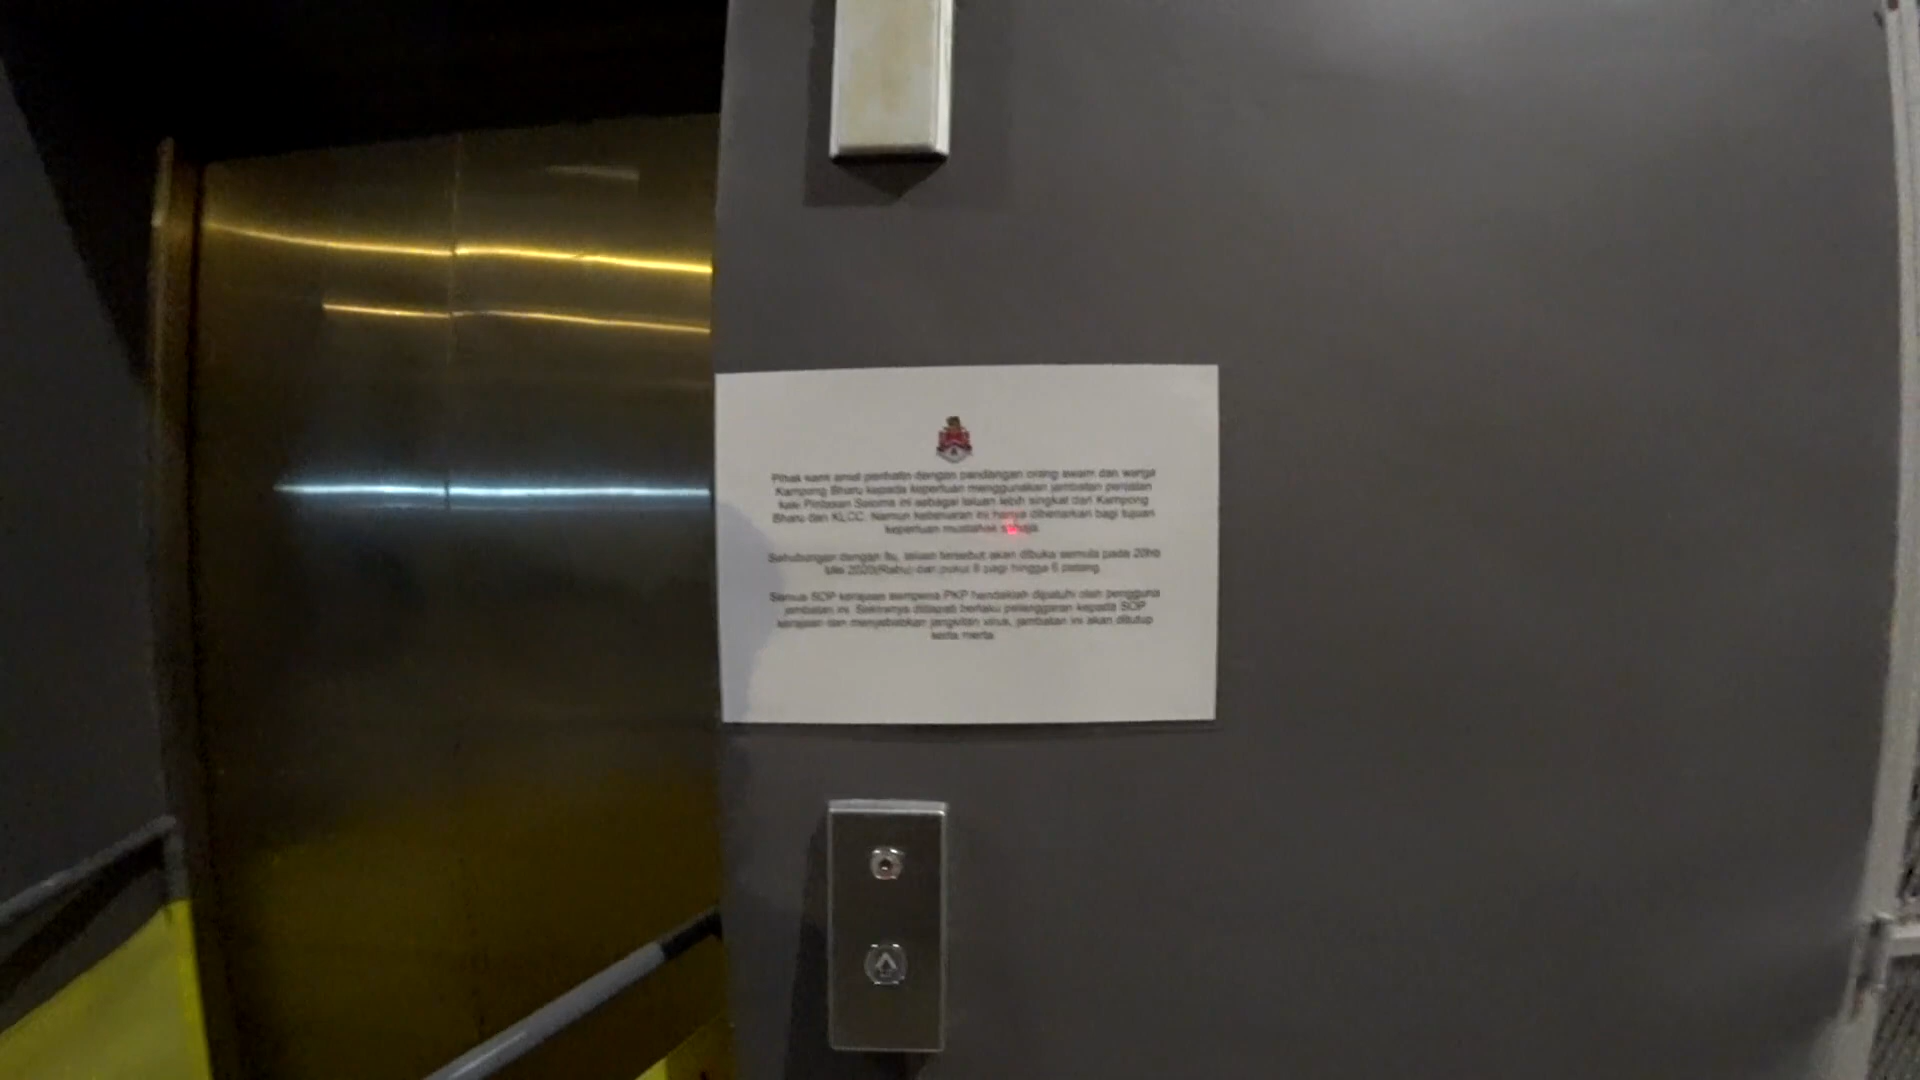 Pihak kami amat perihatin dengan pandangan orang awam dan warga
Kampong Bharu kepada keperluan menggunakan jambatan pejalan
kaki Pintasan Saloma ini sebagai laluan lebih singkat dari Kampong
Bharu dan KLCC. Namun kebenaran ini hanya dibenarkan bagi tujuan
keperluan mustahak sahaja.
Sehubungan dengan itu, laluan tersebut akan dibuka semula pada 20hb
Mei 2020(Rabu) dari pukul 8 pagi hingga 5 petang.
Semua SOP kerajaan sempena PKP hendaklah dipatuhi oleh pengguna
jambatan ini. Sekiranya didapati berlaku pelanggaran kepada SOP
kerajaan dan menyebabkan jangkitan virus, jambatan ini akan ditutup
serta merta.